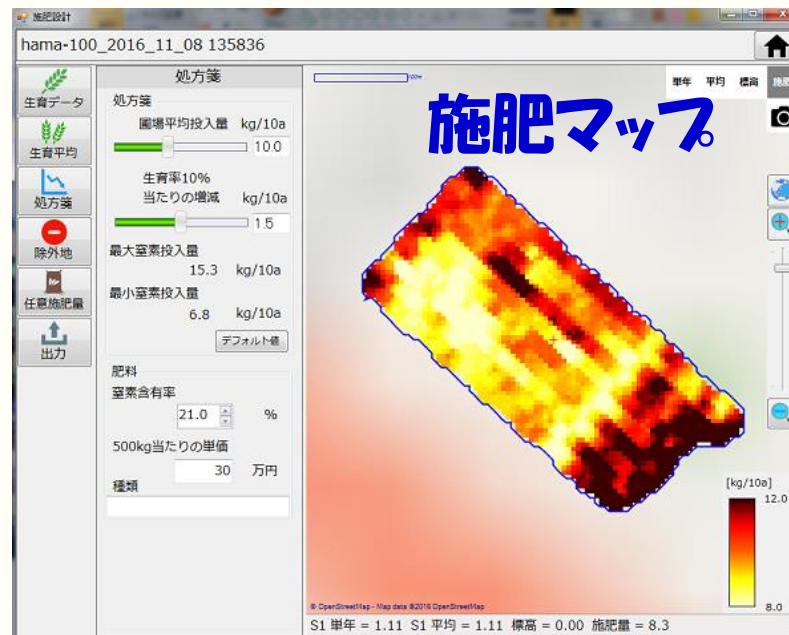 施肥設計
hama-100_2016_11_08 135836
生育データ
生育平均
処方箋
除外地
任意施肥量
出力
処方箋
処方箋
圃場平均投入量 kg/10a
10.0
生育率10%
当たりの増減 kg/10a
1.5
最大窒素投入量
15.3 kg/10a
最小窒素投入量
6.8 kg/10a
デフォルト値
肥料
窒素含有率
21.0 %
500kg当たりの単価
30 万円
種類
単年 平均 標高
施肥マップ
[kg/10a]
12.0
8.0
© OpenStreetMap - Map data ©2016 OpenStreetMap
S1 単年 = 1.11 S1 平均 = 1.11 標高 = 0.00 施肥量 = 8.3